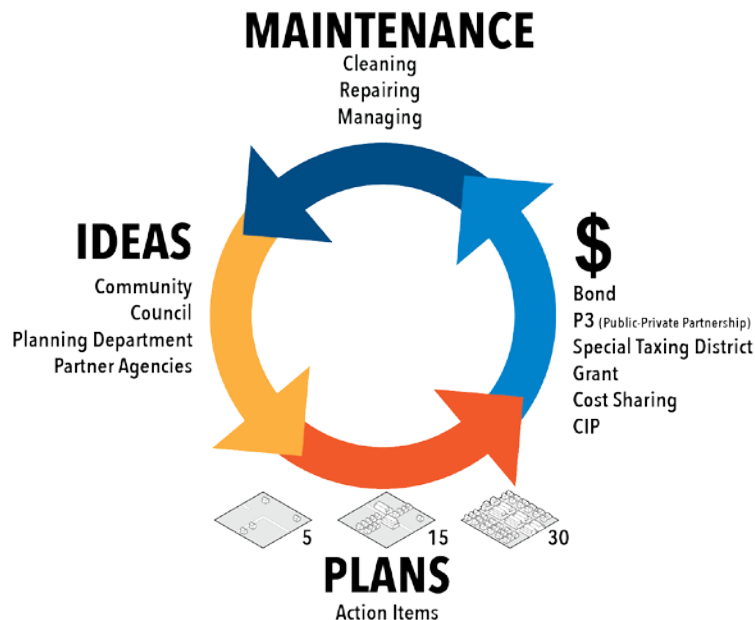 MAINTENANCE
Cleaning
Repairing
Managing
IDEAS
Community
Council
Planning Department
Partner Agencies
$
Bond
P3 (Public-Private Partnership)
Special Taxing District
Grant
Cost Sharing
CIP
5
15
30
PLANS
Action Items